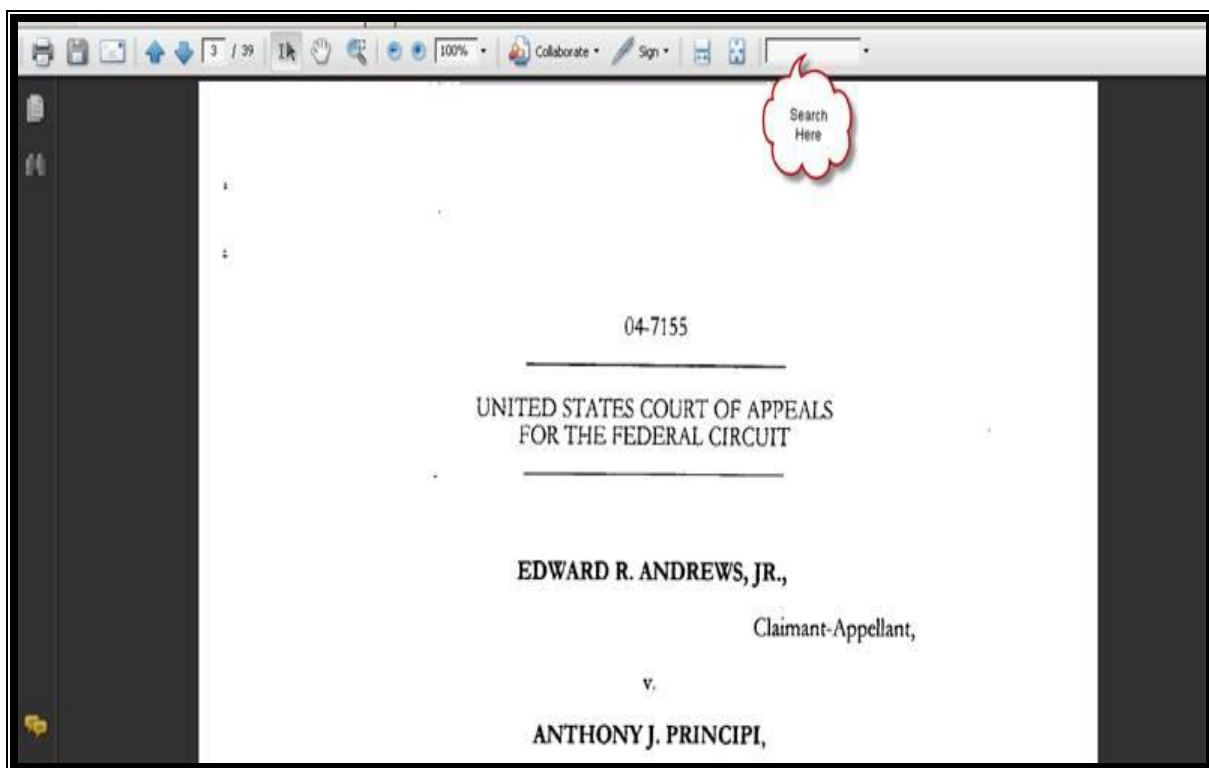 3 / 39 100% Collaborate Sign
Search
Here
04-7155
UNITED STATES COURT OF APPEALS
FOR THE FEDERAL CIRCUIT
EDWARD R. ANDREWS, JR.,
Claimant-Appellant,
v.
ANTHONY J. PRINCIPI,